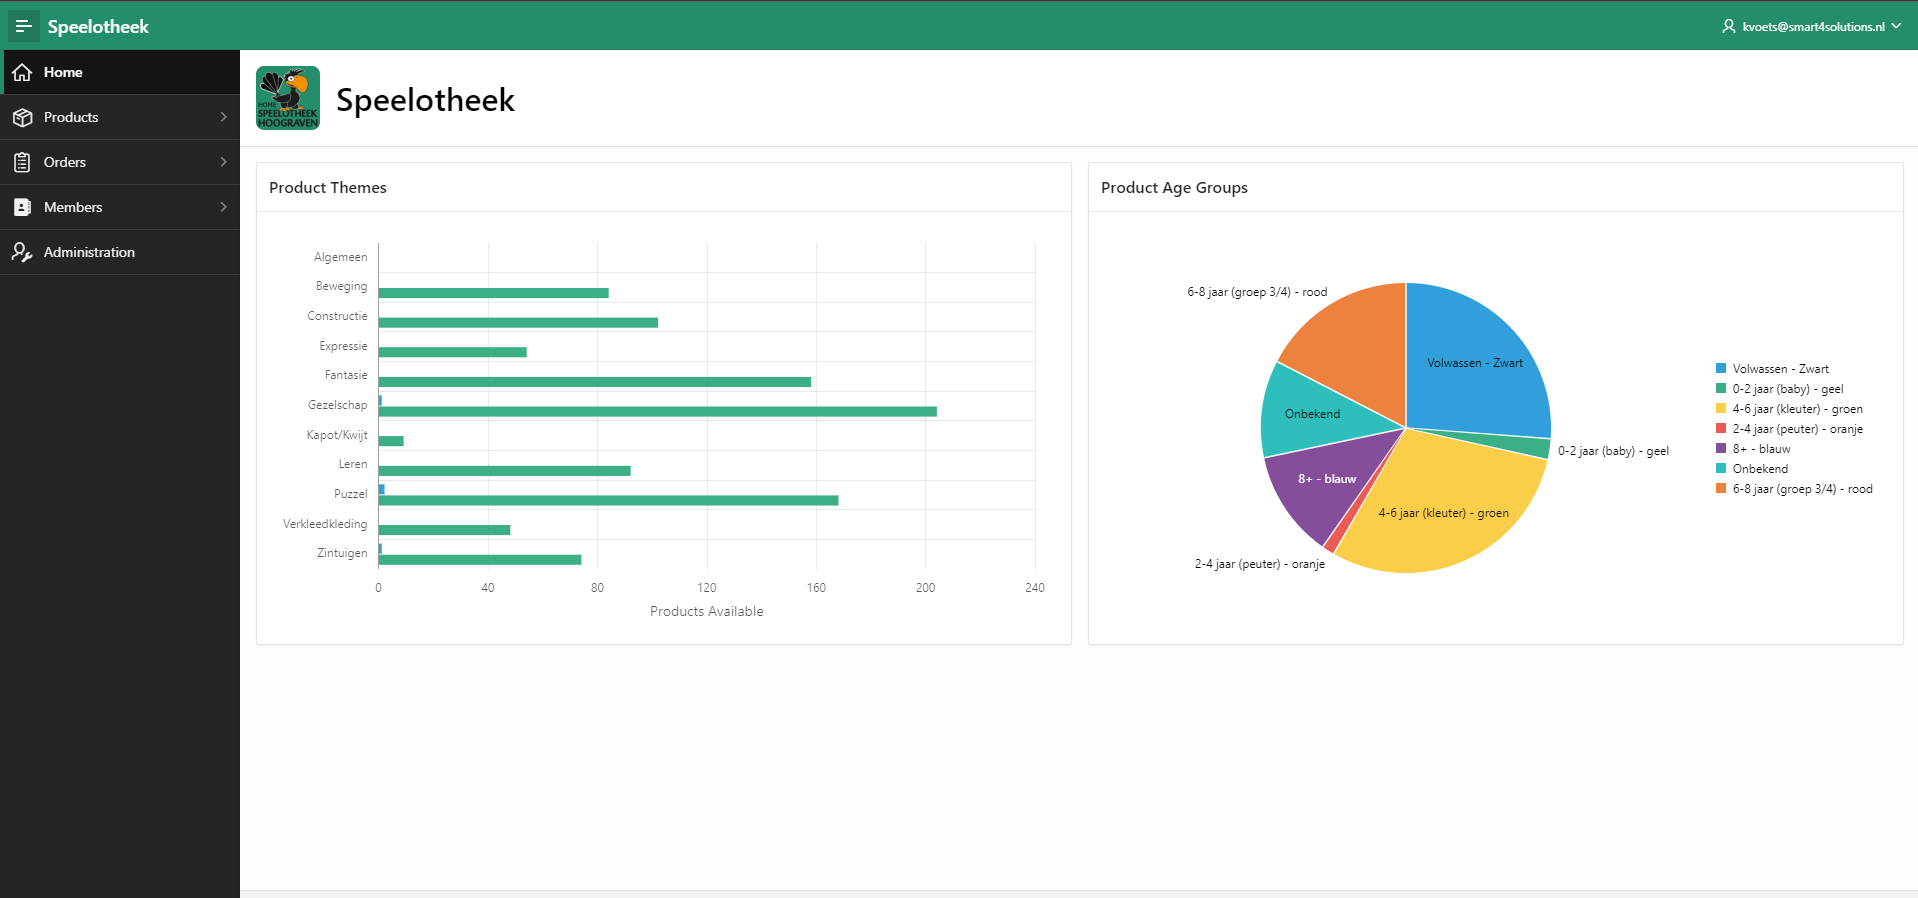 Speelotheek
kvoets@smart4solutions.nl
Home
Products
Orders
Members
Administration
HOME
SPEELOTHEEK
HOOGRAVEN
Speelotheek
Product Themes
Algemeen
Beweging
Constructie
Expressie
Fantasie
Gezelschap
Kapot/Kwijt
Leren
Puzzel
Verkleedkleding
Zintuigen
0 40 80 120 160 200 240
Products Available
Product Age Groups
6-8 jaar (groep 3/4) - rood
Volwassen - Zwart
Onbekend
0-2 jaar (baby) - geel
8+ - blauw
4-6 jaar (kleuter) - groen
2-4 jaar (peuter) - oranje
Volwassen - Zwart
0-2 jaar (baby) - geel
4-6 jaar (kleuter) - groen
2-4 jaar (peuter) - oranje
8+ - blauw
Onbekend
6-8 jaar (groep 3/4) - rood